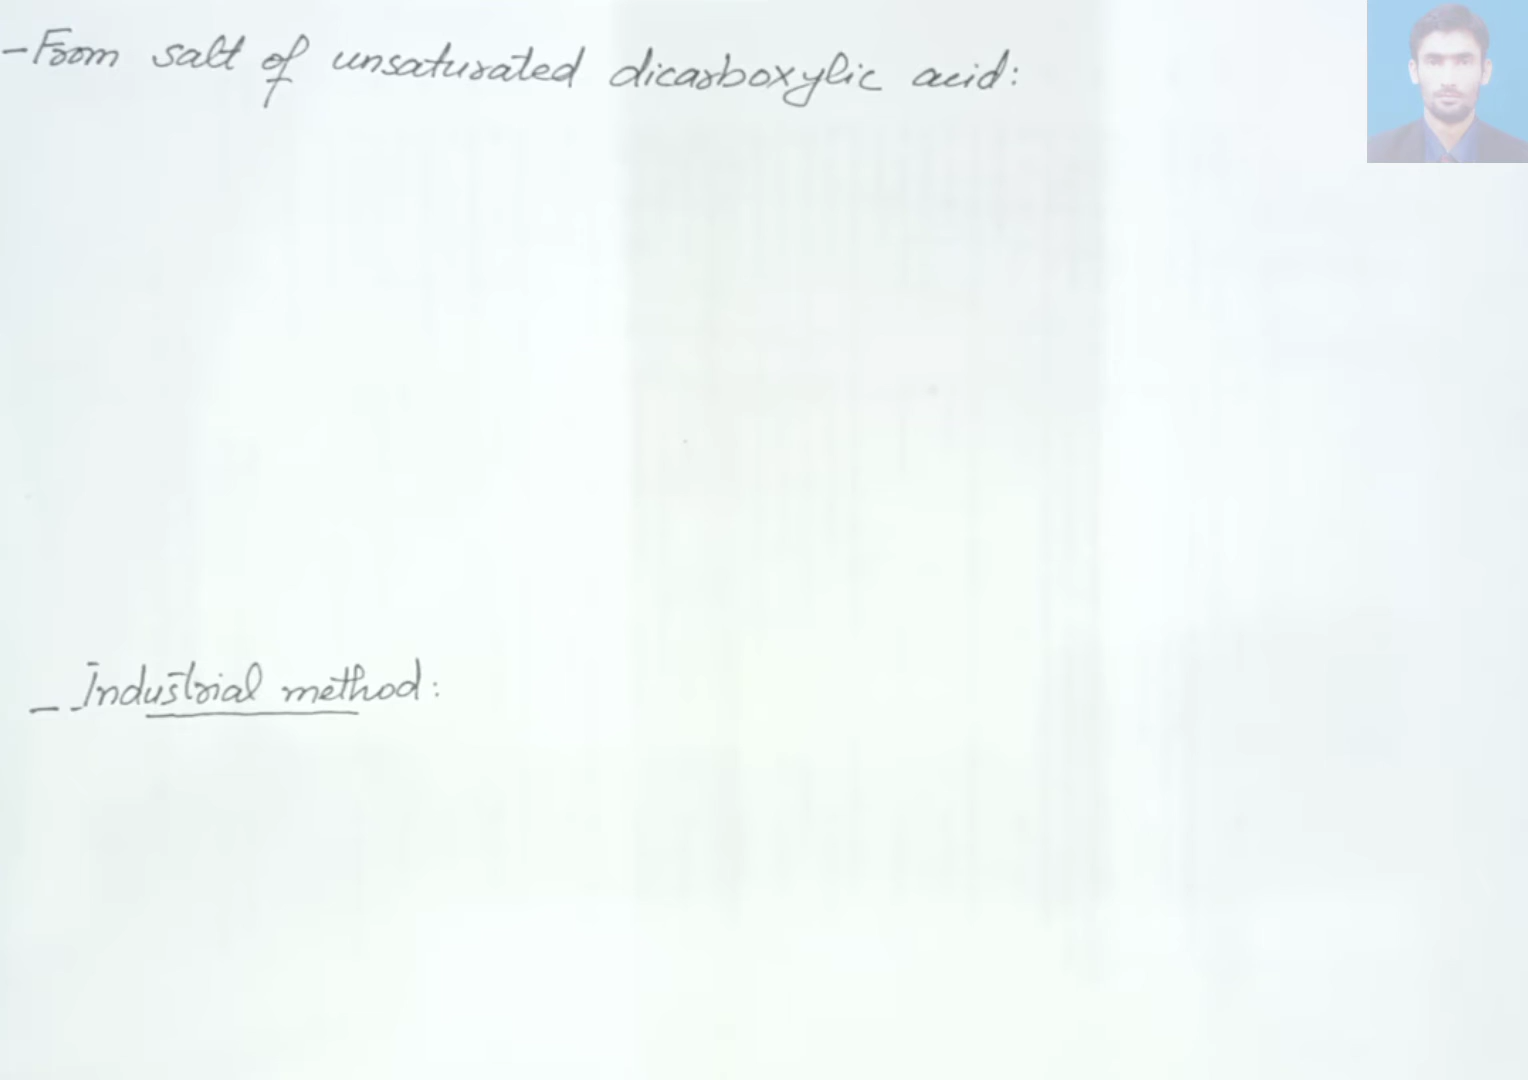 -From salt of unsaturated dicarboxylic acid:
- Industrial method: